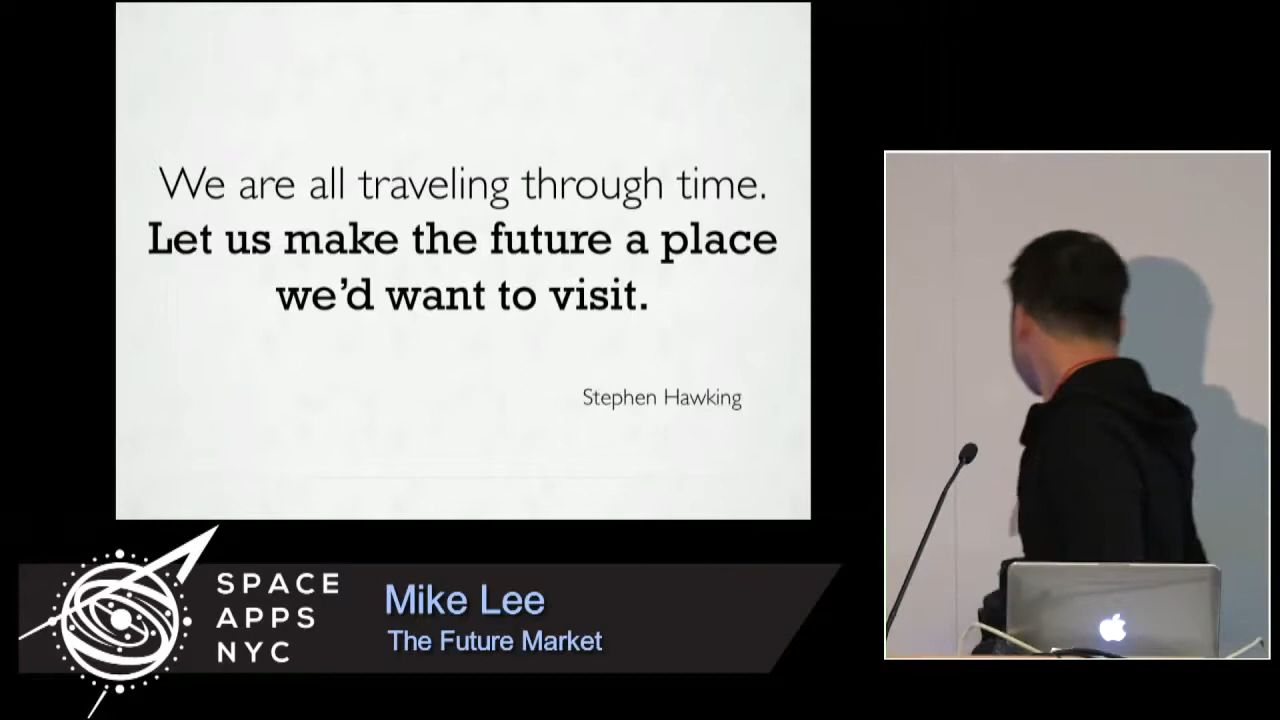 We are all traveling through time.
Let us make the future a place
we’d want to visit.
Stephen Hawking
SPACE
APPS
NYC
Mike Lee
The Future Market